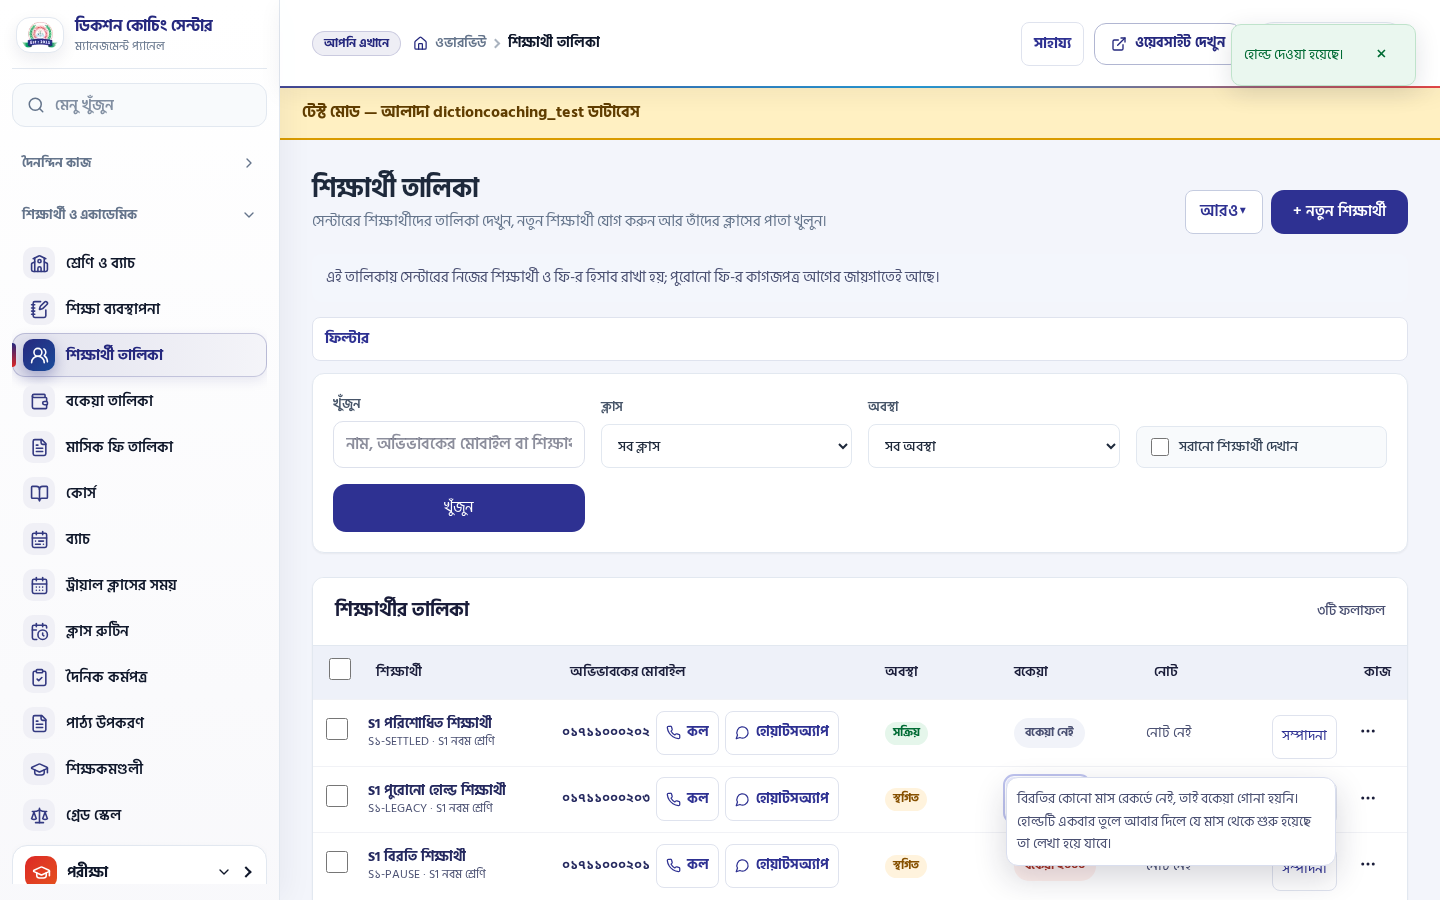 ডিকশন কোচিং সেন্টার
ম্যানেজমেন্ট প্যানেল
মেনু খুঁজুন
দৈনন্দিন কাজ
শিক্ষার্থী ও একাডেমিক
শ্রেণি ও ব্যাচ
শিক্ষা ব্যবস্থাপনা
শিক্ষার্থী তালিকা
বকেয়া তালিকা
মাসিক ফি তালিকা
কোর্স
ব্যাচ
ট্রায়াল ক্লাসের সময়
ক্লাস রুটিন
দৈনিক কর্মপত্র
পাঠ্য উপকরণ
শিক্ষকমণ্ডলী
গ্রেড স্কেল
পরীক্ষা
আপনি এখানে ওভারভিউ শিক্ষার্থী তালিকা
সাহায্য ওয়েবসাইট দেখুন
হোল্ড দেওয়া হয়েছে। ×
টেস্ট মোড — আলাদা dictioncoaching_test ডাটাবেস
শিক্ষার্থী তালিকা
সেন্টারের শিক্ষার্থীদের তালিকা দেখুন, নতুন শিক্ষার্থী যোগ করুন আর তাঁদের ক্লাসের পাতা খুলুন।
আরও▾ + নতুন শিক্ষার্থী
এই তালিকায় সেন্টারের নিজের শিক্ষার্থী ও ফি-র হিসাব রাখা হয়; পুরোনো ফি-র কাগজপত্র আগের জায়গাতেই আছে।
ফিল্টার
খুঁজুন ক্লাস অবস্থা
নাম, অভিভাবকের মোবাইল বা সব ক্লাস সব অবস্থা সরানো শিক্ষার্থী দেখান
খুঁজুন
শিক্ষার্থীর তালিকা ৩টি ফলাফল
শিক্ষার্থী অভিভাবকের মোবাইল অবস্থা বকেয়া নোট কাজ
S1 পরিশোধিত শিক্ষার্থী
S১-SETTLED · S1 নবম শ্রেণি
০১৭১১০০০২০২ কল হোয়াটসঅ্যাপ সক্রিয় বকেয়া নেই নোট নেই সম্পাদনা
S1 পুরোনো হোল্ড শিক্ষার্থী
S১-LEGACY · S1 নবম শ্রেণি
০১৭১১০০০২০৩ কল হোয়াটসঅ্যাপ স্থগিত
বিরতির কোনো মাস রেকর্ডে নেই, তাই বকেয়া গোনা হয়নি।
হোল্ডটি একবার তুলে আবার দিলে যে মাস থেকে শুরু হয়েছে
তা লেখা হয়ে যাবে।
S1 বিরতি শিক্ষার্থী
S১-PAUSE · S1 নবম শ্রেণি
০১৭১১০০০২০১ কল হোয়াটসঅ্যাপ স্থগিত সম্পাদনা